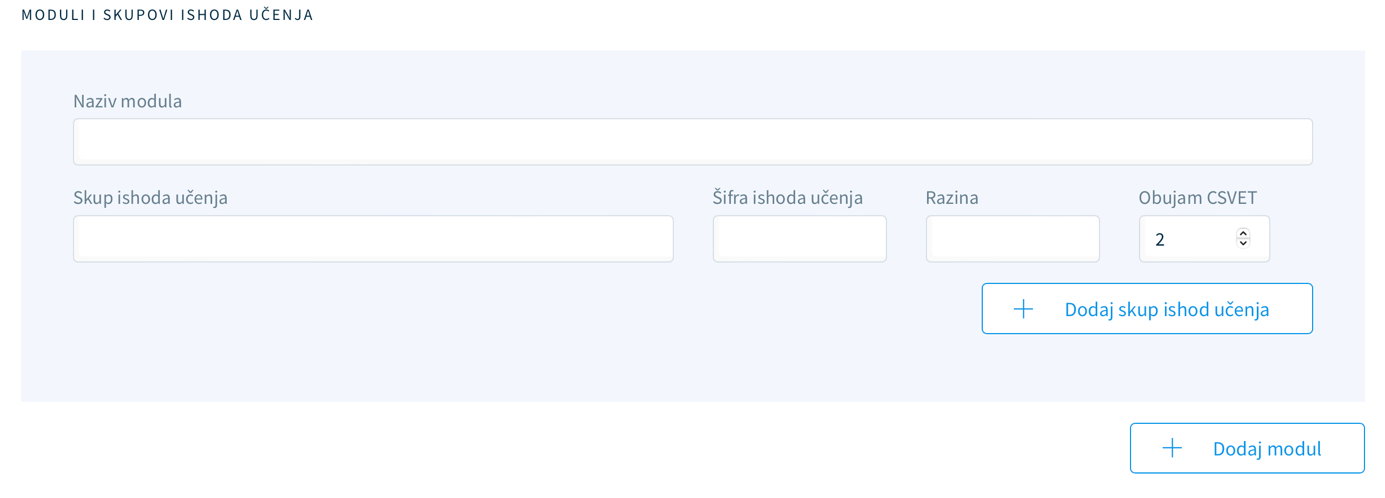 MODULI I SKUPOVI ISHODA UČENJA
Naziv modula
Skup ishoda učenja Šifra ishoda učenja Razina Obujam CSVET
2
Dodaj skup ishod učenja
Dodaj modul